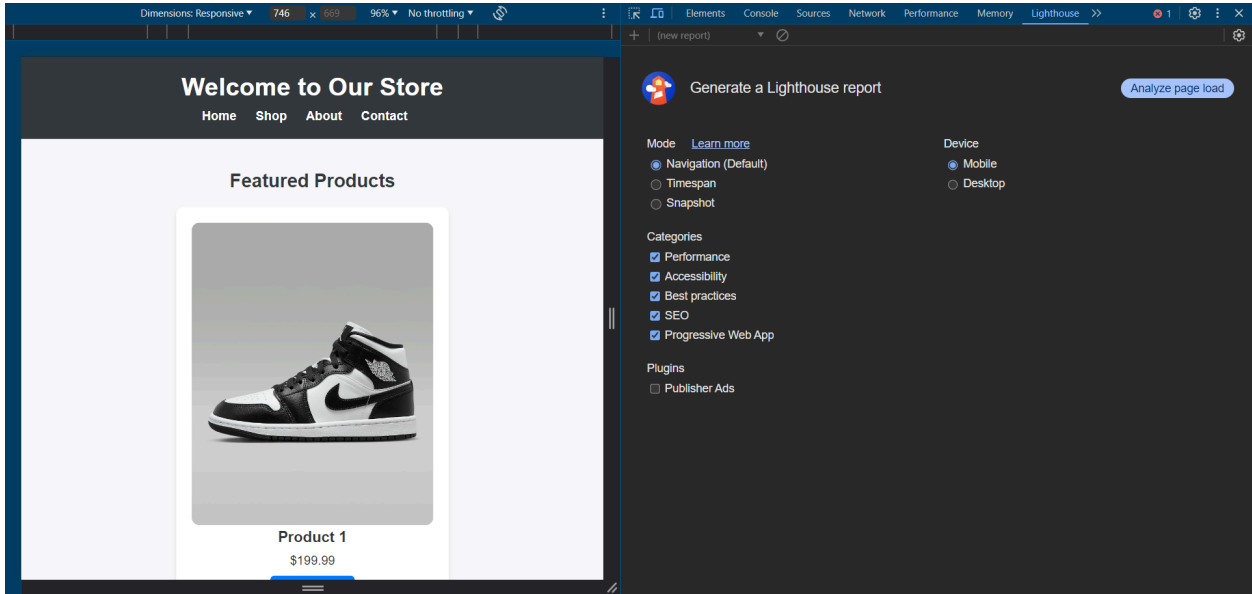 Dimensions: Responsive 746 × 669 96% No throttling
Elements Console Sources Network Performance Memory Lighthouse 1
(new report)
Welcome to Our Store
Home Shop About Contact
Featured Products
Product 1
$199.99
Generate a Lighthouse report
Analyze page load
Mode Learn more
Navigation (Default)
Timespan
Snapshot
Device
Mobile
Desktop
Categories
Performance
Accessibility
Best practices
SEO
Progressive Web App
Plugins
Publisher Ads